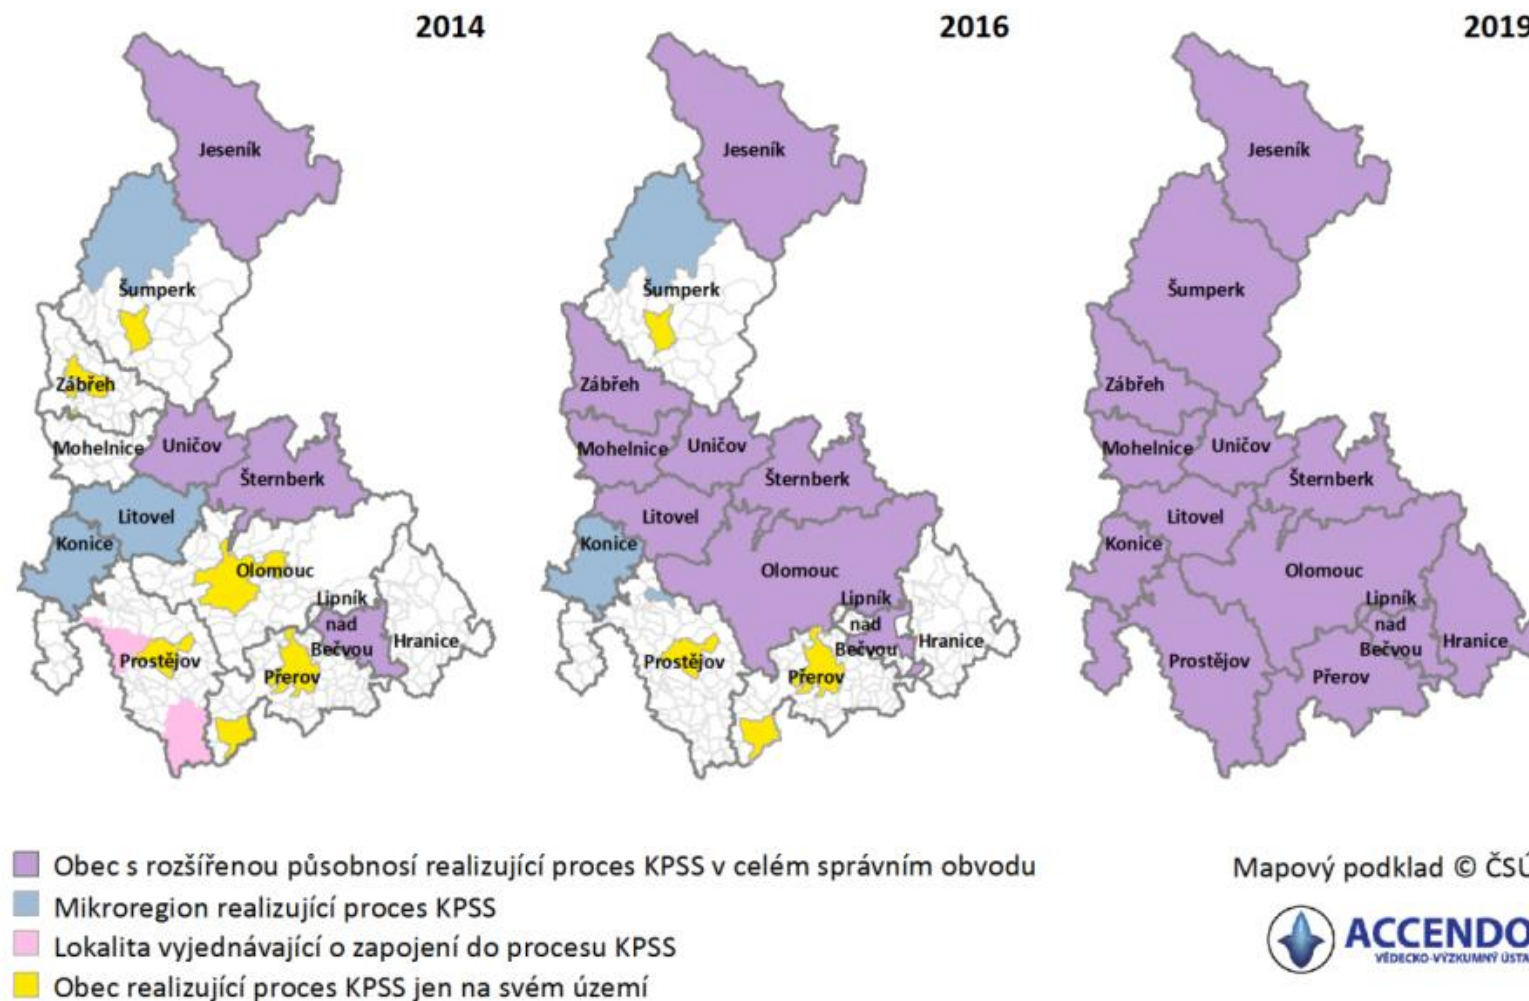 2014
2016
2019
Jeseník
Šumperk
Zábřeh
Mohelnice
Uničov
Šternberk
Litovel
Konice
Olomouc
Lipník
nad
Bečvou
Hranice
Prostějov
Přerov
Jeseník
Šumperk
Zábřeh
Mohelnice
Uničov
Šternberk
Litovel
Konice
Olomouc
Lipník
nad
Bečvou
Hranice
Prostějov
Přerov
Jeseník
Šumperk
Zábřeh
Mohelnice
Uničov
Šternberk
Litovel
Konice
Olomouc
Lipník
nad
Bečvou
Hranice
Prostějov
Přerov
Obec s rozšířenou působnosí realizující proces KPSS v celém správním obvodu
Mikroregion realizující proces KPSS
Lokalita vyjednávající o zapojení do procesu KPSS
Obec realizující proces KPSS jen na svém území
Mapový podklad © ČSÚ
ACCENDO
VĚDECKO-VÝZKUMNÝ ÚSTA